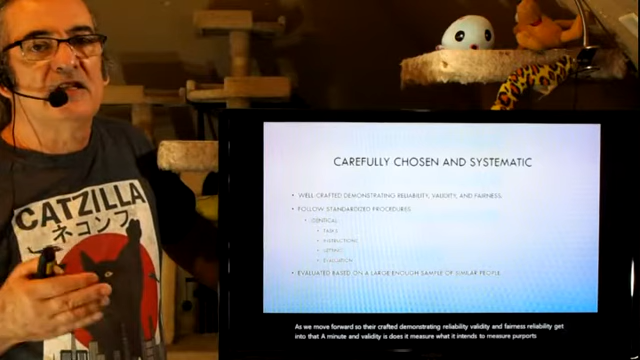 CATZILLA
ネコンフ
CAREFULLY CHOSEN AND SYSTEMATIC
• WELL CRAFTED DEMONSTRATING RELIABILITY, VALIDITY, AND FAIRNESS.
• FOLLOW STANDARDIZED PROCEDURES
• IDENTICAL
• TASKS
• INSTRUCTIONS
• SETTINGS
• EVALUATION
• EVALUATED BASED ON A LARGE ENOUGH SAMPLE OF SIMILAR PEOPLE.
As we move forward so their crafted demonstrating reliability validity and fairness reliability get
into that A minute and validity is does it measure what it intends to measure purports